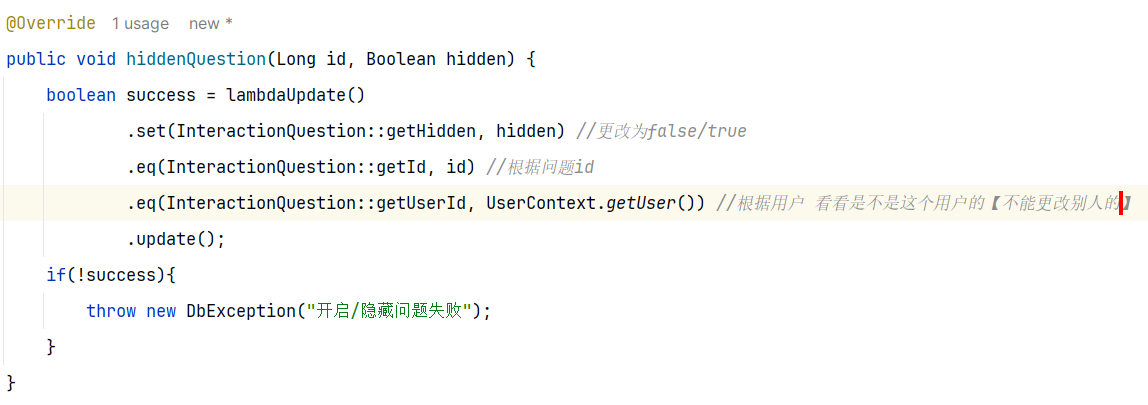 @Override 1 usage new *
public void hiddenQuestion(Long id, Boolean hidden) {
boolean success = lambdaUpdate()
.set(InteractionQuestion::getHidden, hidden) //更改为false/true
.eq(InteractionQuestion::getId, id) //根据问题id
.eq(InteractionQuestion::getUserId, UserContext.getUser()) //根据用户 看看是不是这个用户的【不能更改别人的】
.update();
if(!success){
throw new DbException("开启/隐藏问题失败");
}
}